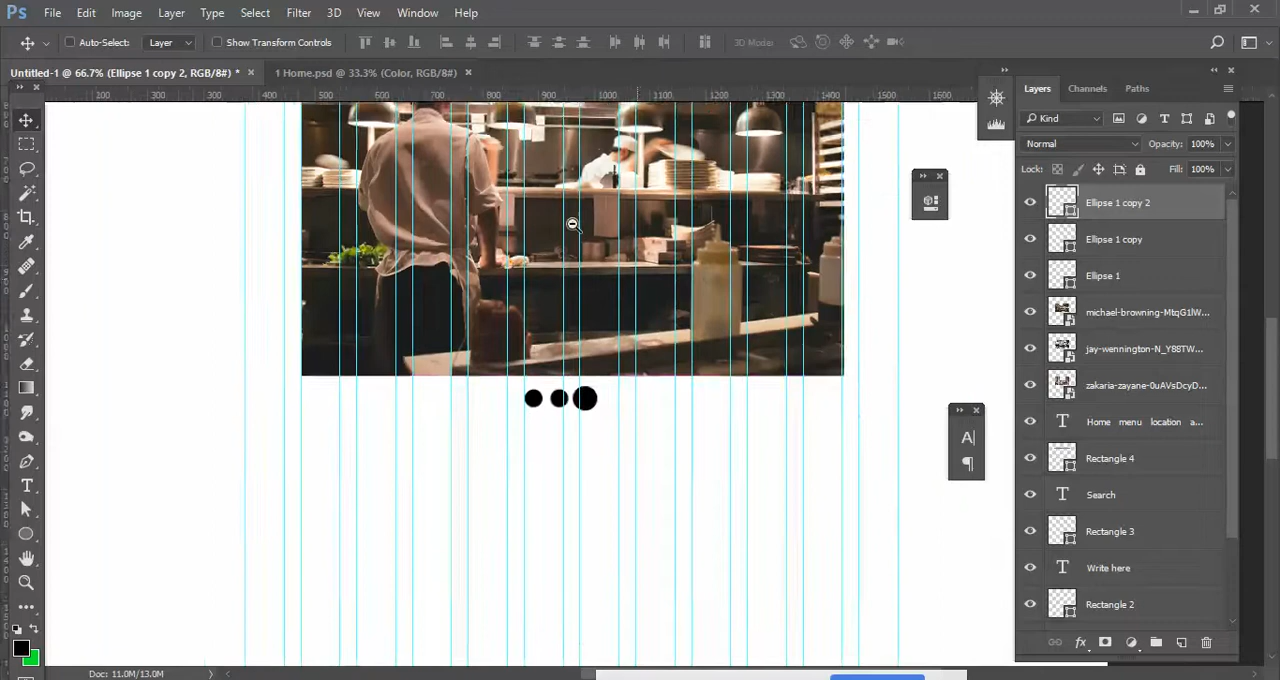 Ps File Edit Image Layer Type Select Filter 3D View Window Help
Auto-Select: Layer Show Transform Controls 3D Mode:
Untitled-1 @ 66.7% (Ellipse 1 copy 2, RGB/8#) * × 1 Home.psd @ 33.3% (Color, RGB/8#) ×
200 300 400 500 600 700 800 900 1000 1100 1200 1300 1400 1500 1600
Layers Channels Paths
Kind
Normal Opacity: 100%
Lock: Fill: 100%
Ellipse 1 copy 2
Ellipse 1 copy
Ellipse 1
michael-browning-MtqG1lW...
jay-wennington-N_Y88TW...
zakaria-zayane-0uAVsDcyD...
Home menu location a...
Rectangle 4
Search
Rectangle 3
Write here
Rectangle 2
Doc: 11.0M/13.0M